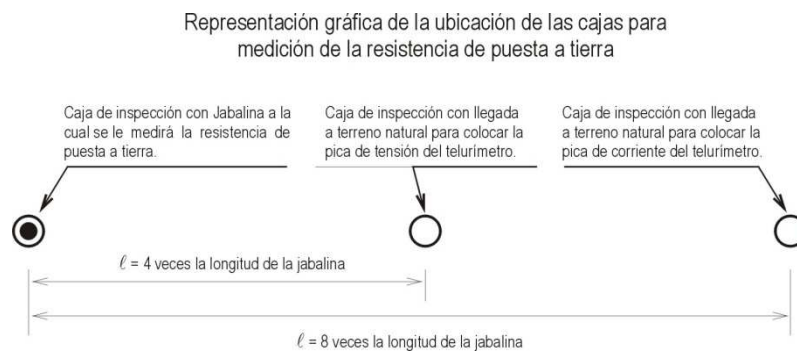 Representación gráfica de la ubicación de las cajas para
medición de la resistencia de puesta a tierra
Caja de inspección con Jabalina a la
cual se le medirá la resistencia de
puesta a tierra.
Caja de inspección con llegada
a terreno natural para colocar la
pica de tensión del telurímetro.
Caja de inspección con llegada
a terreno natural para colocar la
pica de corriente del telurímetro.
ℓ = 4 veces la longitud de la jabalina
ℓ = 8 veces la longitud de la jabalina